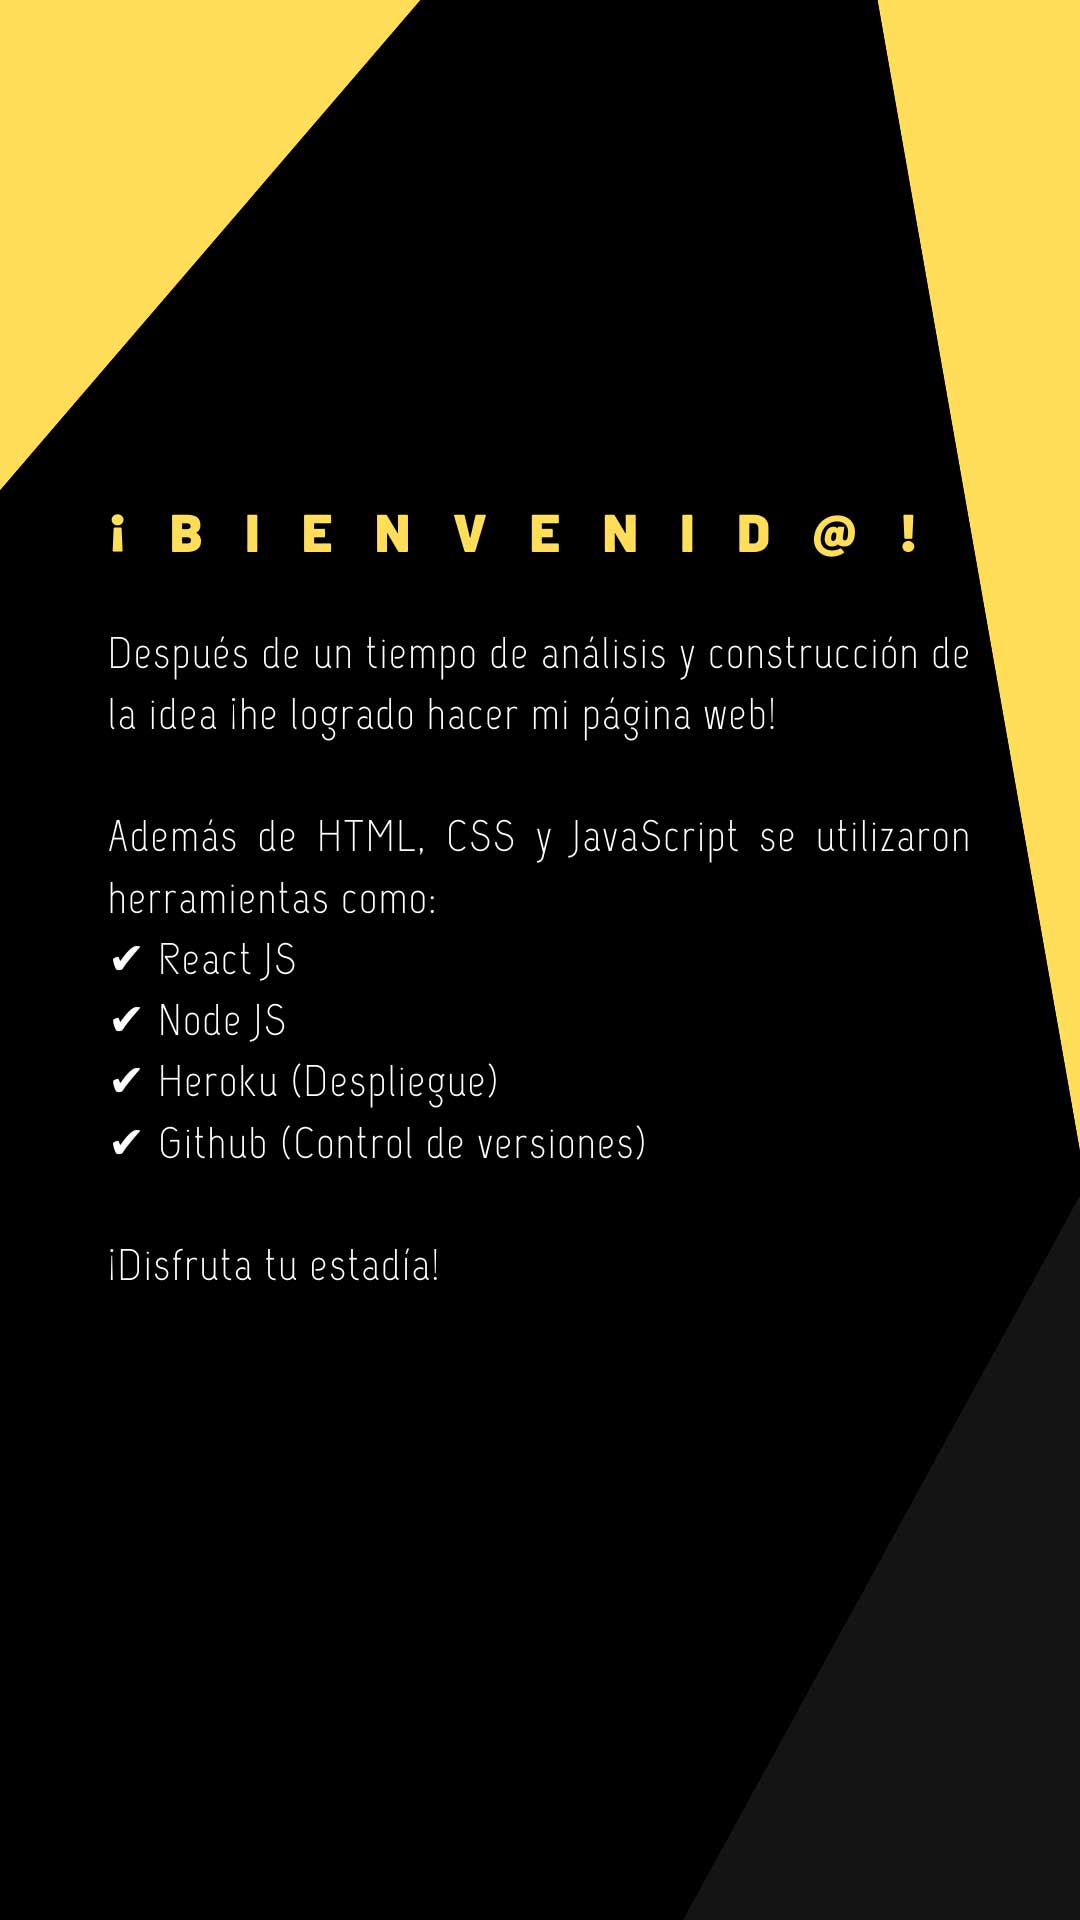 ¡BIENVENID@!
Después de un tiempo de análisis y construcción de
la idea ¡he logrado hacer mi página web!
Además de HTML, CSS y JavaScript se utilizaron
herramientas como:
✔ React JS
✔ Node JS
✔ Heroku (Despliegue)
✔ Github (Control de versiones)
¡Disfruta tu estadía!